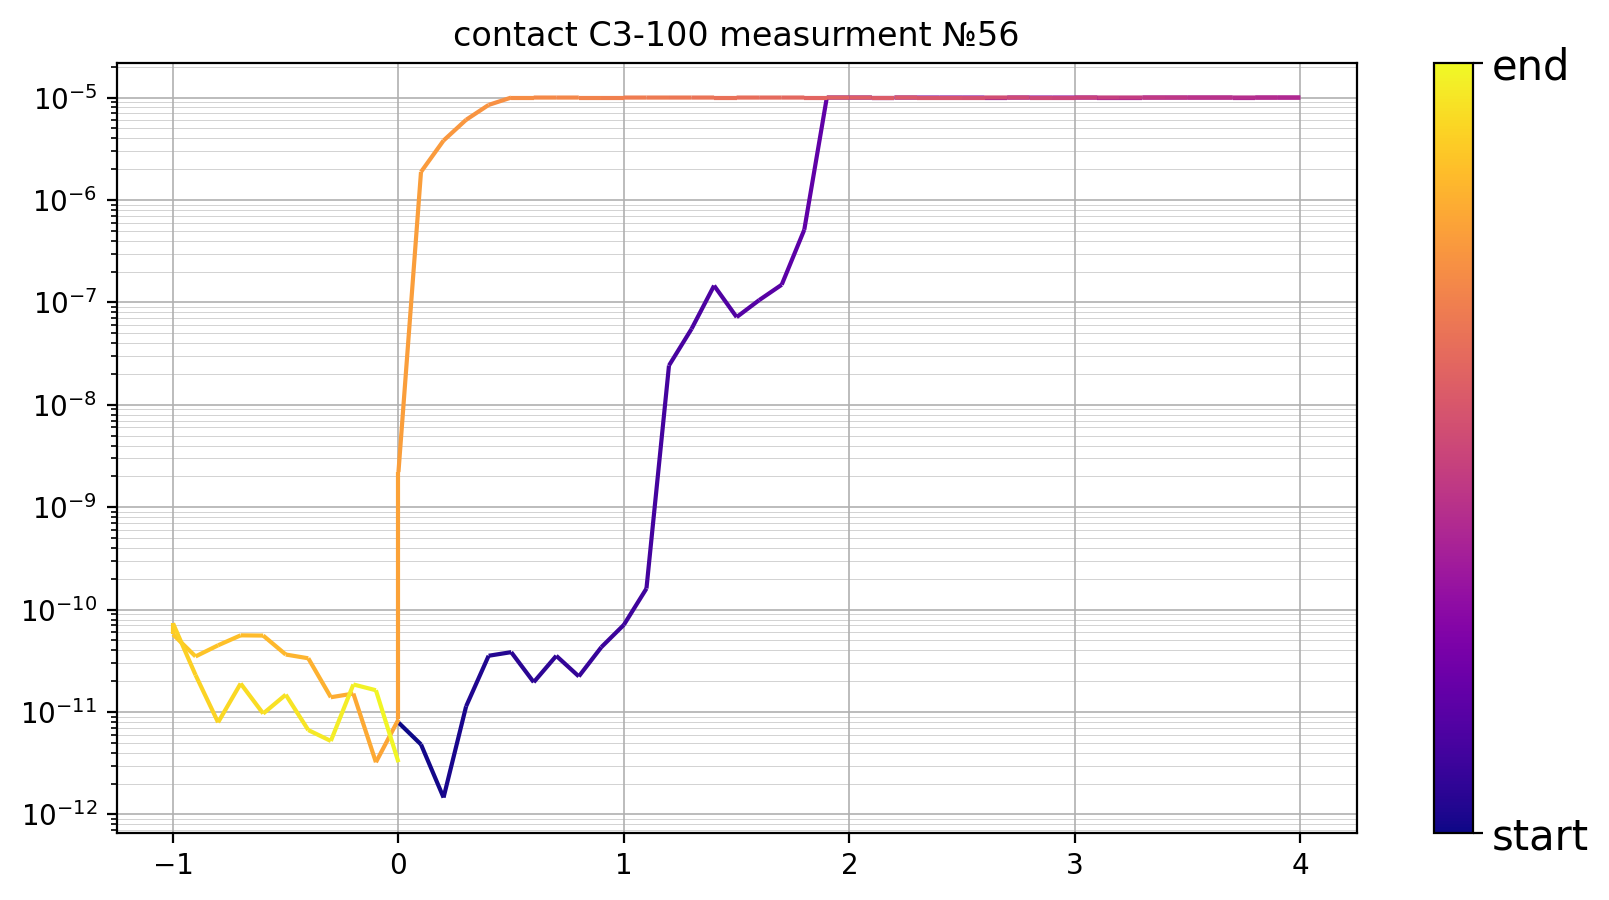 contact C3-100 measurment №56
10⁻⁵
10⁻⁶
10⁻⁷
10⁻⁸
10⁻⁹
10⁻¹⁰
10⁻¹¹
10⁻¹²
−1 0 1 2 3 4
end
start